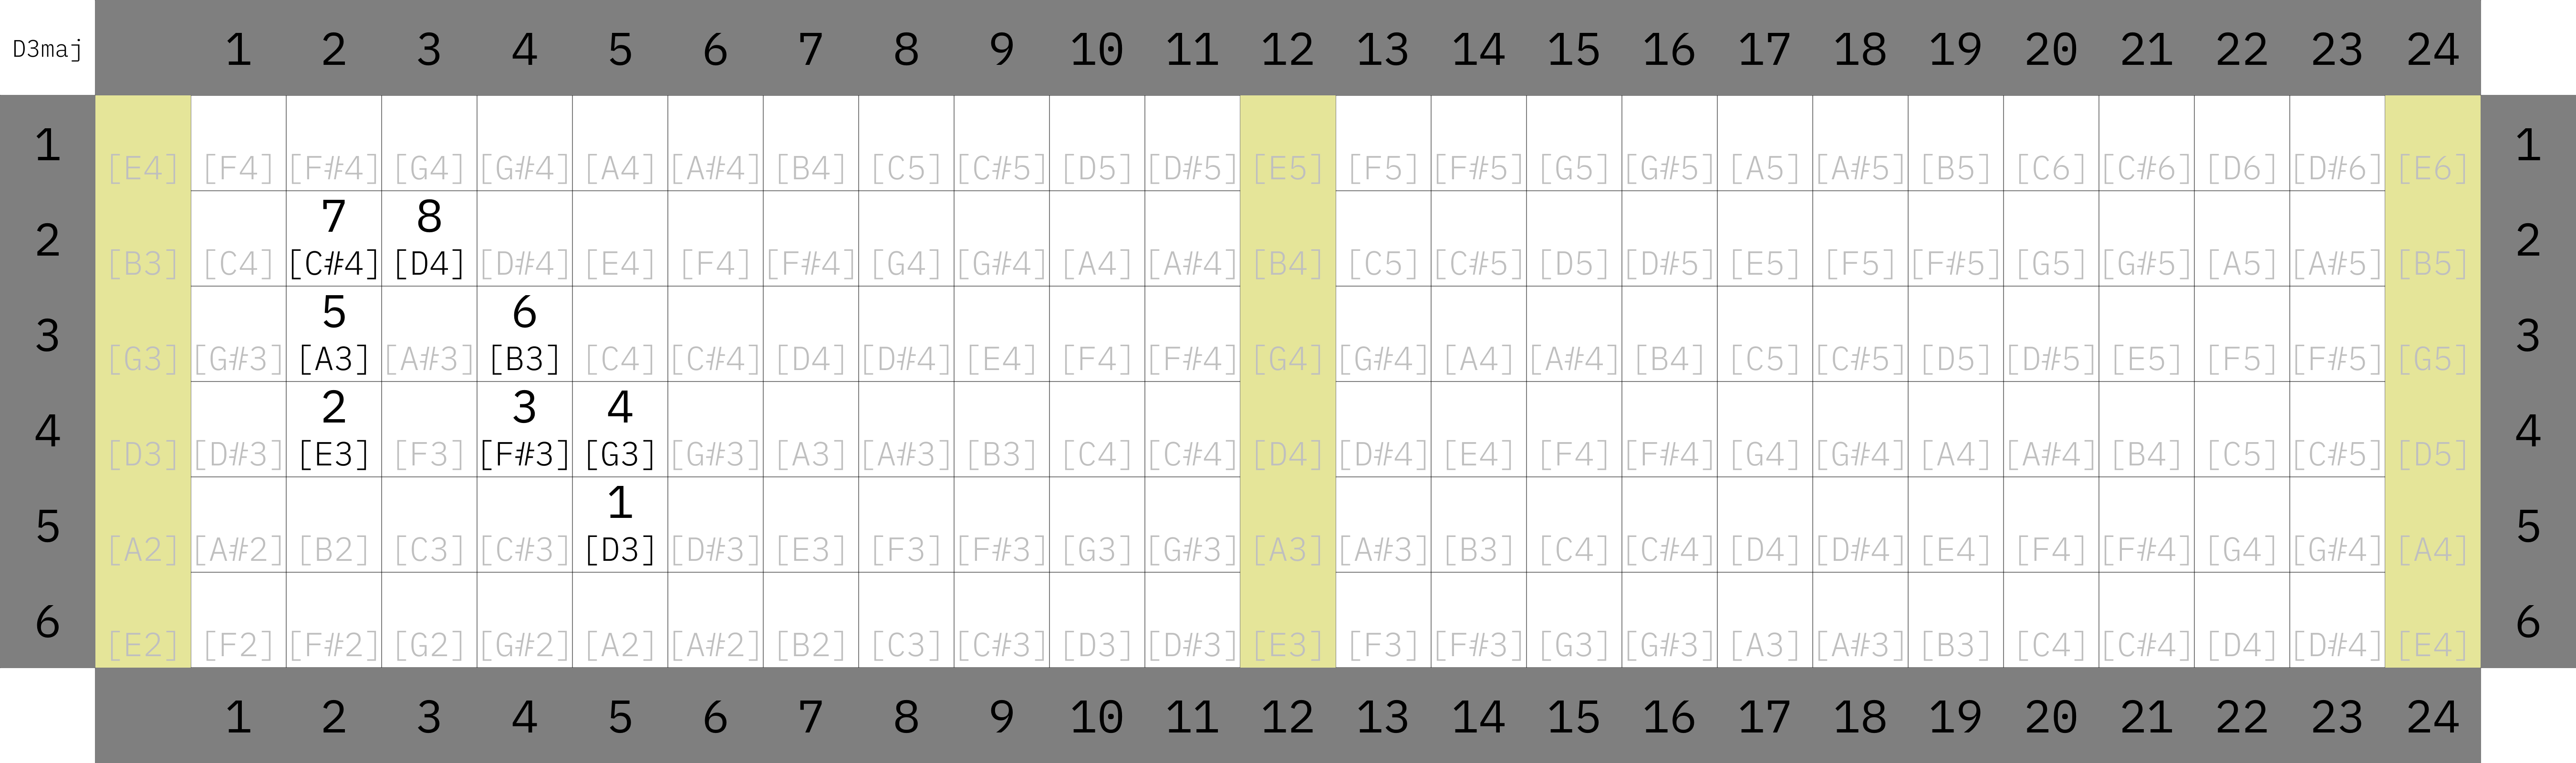 D3maj 1 2 3 4 5 6 7 8 9 10 11 12 13 14 15 16 17 18 19 20 21 22 23 24
1 [E4] [F4] [F#4] [G4] [G#4] [A4] [A#4] [B4] [C5] [C#5] [D5] [D#5] [E5] [F5] [F#5] [G5] [G#5] [A5] [A#5] [B5] [C6] [C#6] [D6] [D#6] [E6] 1
7 8
2 [B3] [C4] [C#4] [D4] [D#4] [E4] [F4] [F#4] [G4] [G#4] [A4] [A#4] [B4] [C5] [C#5] [D5] [D#5] [E5] [F5] [F#5] [G5] [G#5] [A5] [A#5] [B5] 2
5 6
3 [G3] [G#3] [A3] [A#3] [B3] [C4] [C#4] [D4] [D#4] [E4] [F4] [F#4] [G4] [G#4] [A4] [A#4] [B4] [C5] [C#5] [D5] [D#5] [E5] [F5] [F#5] [G5] 3
2 3 4
4 [D3] [D#3] [E3] [F3] [F#3] [G3] [G#3] [A3] [A#3] [B3] [C4] [C#4] [D4] [D#4] [E4] [F4] [F#4] [G4] [G#4] [A4] [A#4] [B4] [C5] [C#5] [D5] 4
1
5 [A2] [A#2] [B2] [C3] [C#3] [D3] [D#3] [E3] [F3] [F#3] [G3] [G#3] [A3] [A#3] [B3] [C4] [C#4] [D4] [D#4] [E4] [F4] [F#4] [G4] [G#4] [A4] 5
6 [E2] [F2] [F#2] [G2] [G#2] [A2] [A#2] [B2] [C3] [C#3] [D3] [D#3] [E3] [F3] [F#3] [G3] [G#3] [A3] [A#3] [B3] [C4] [C#4] [D4] [D#4] [E4] 6
1 2 3 4 5 6 7 8 9 10 11 12 13 14 15 16 17 18 19 20 21 22 23 24